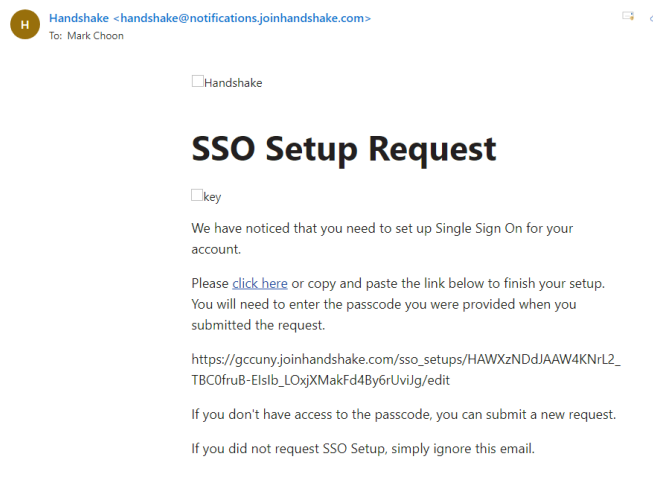 H
Handshake <handshake@notifications.joinhandshake.com>
To: Mark Choon
Handshake
SSO Setup Request
key
We have noticed that you need to set up Single Sign On for your
account.
Please click here or copy and paste the link below to finish your setup.
You will need to enter the passcode you were provided when you
submitted the request.
https://gccuny.joinhandshake.com/sso_setups/HAWXzNDdJAAW4KNrL2_
TBC0fruB-EIsIb_LOxjXMakFd4By6rUviJg/edit
If you don't have access to the passcode, you can submit a new request.
If you did not request SSO Setup, simply ignore this email.